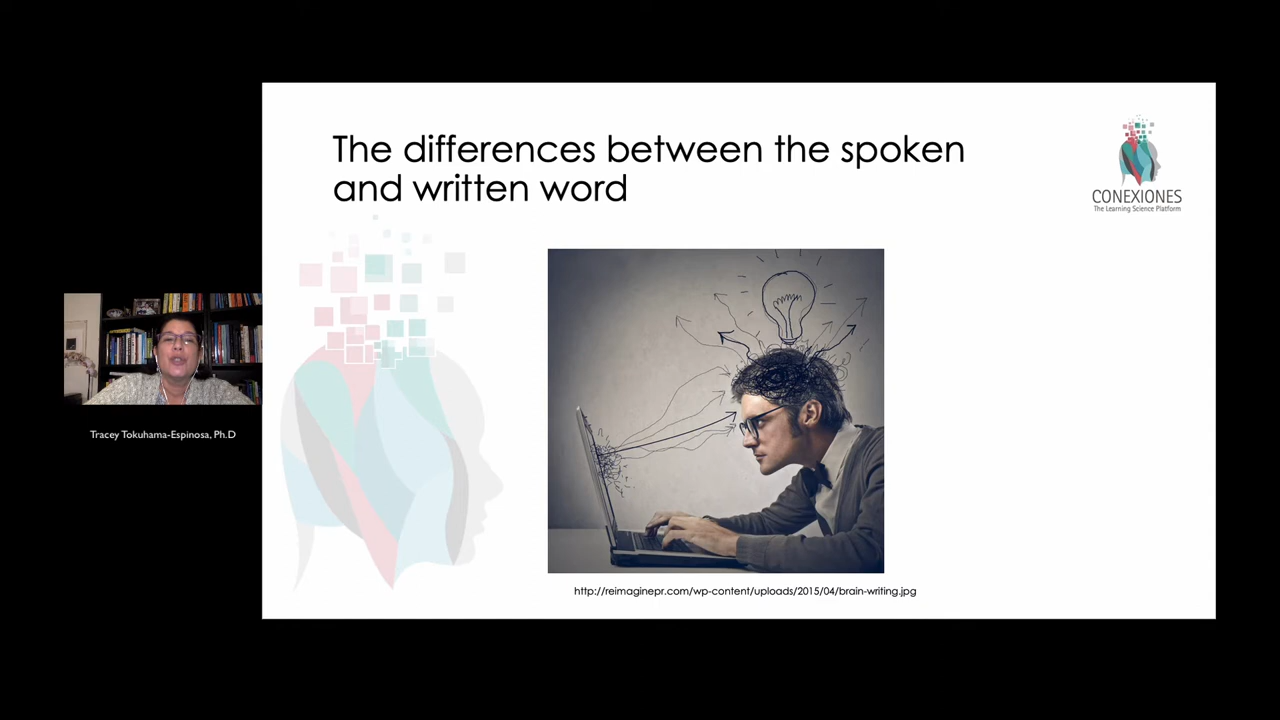 The differences between the spoken
and written word
CONEXIONES
The Learning Science Platform
Tracey Tokuhama-Espinosa, Ph.D
http://reimaginepr.com/wp-content/uploads/2015/04/brain-writing.jpg